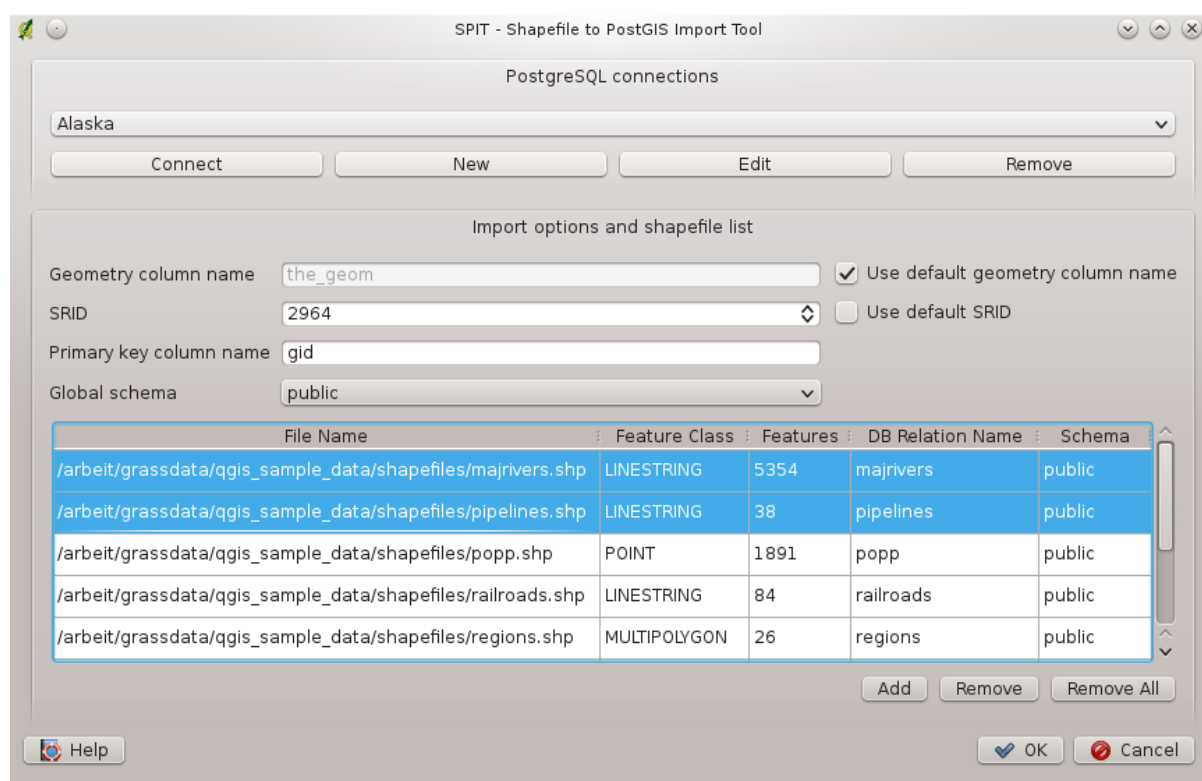 SPIT - Shapefile to PostGIS Import Tool
PostgreSQL connections
Alaska
Connect New Edit Remove
Import options and shapefile list
Geometry column name the_geom Use default geometry column name
SRID 2964 Use default SRID
Primary key column name gid
Global schema public
File Name Feature Class Features DB Relation Name Schema
/arbeit/grassdata/qgis_sample_data/shapefiles/majrivers.shp LINESTRING 5354 majrivers public
/arbeit/grassdata/qgis_sample_data/shapefiles/pipelines.shp LINESTRING 38 pipelines public
/arbeit/grassdata/qgis_sample_data/shapefiles/popp.shp POINT 1891 popp public
/arbeit/grassdata/qgis_sample_data/shapefiles/railroads.shp LINESTRING 84 railroads public
/arbeit/grassdata/qgis_sample_data/shapefiles/regions.shp MULTIPOLYGON 26 regions public
Add Remove Remove All
Help OK Cancel